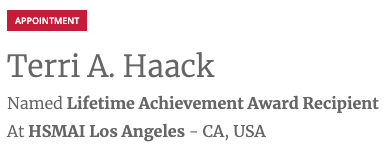 APPOINTMENT
Terri A. Haack
Named Lifetime Achievement Award Recipient
At HSMAI Los Angeles - CA, USA